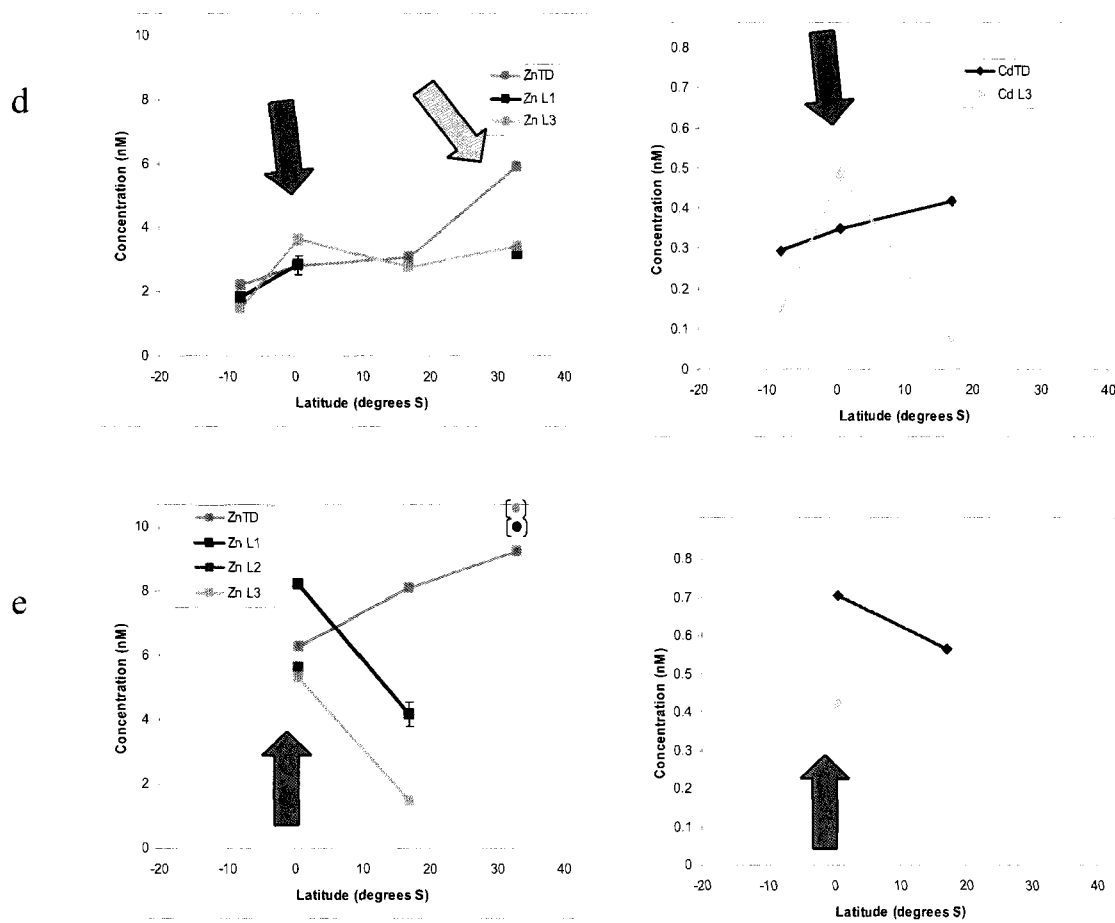 d
10
8
6
4
2
0
Concentration (nM)
-20 -10 0 10 20 30 40
Latitude (degrees S)
ZnTD
Zn L1
Zn L3
0.8
0.7
0.6
0.5
0.4
0.3
0.2
0.1
0
Concentration (nM)
-20 -10 0 10 20 30 40
Latitude (degrees S)
CdTD
Cd L3
e
10
8
6
4
2
0
Concentration (nM)
-20 -10 0 10 20 30 40
Latitude (degrees S)
ZnTD
Zn L1
Zn L2
Zn L3
0.8
0.7
0.6
0.5
0.4
0.3
0.2
0.1
0
Concentration (nM)
-20 -10 0 10 20 30 40
Latitude (degrees S)